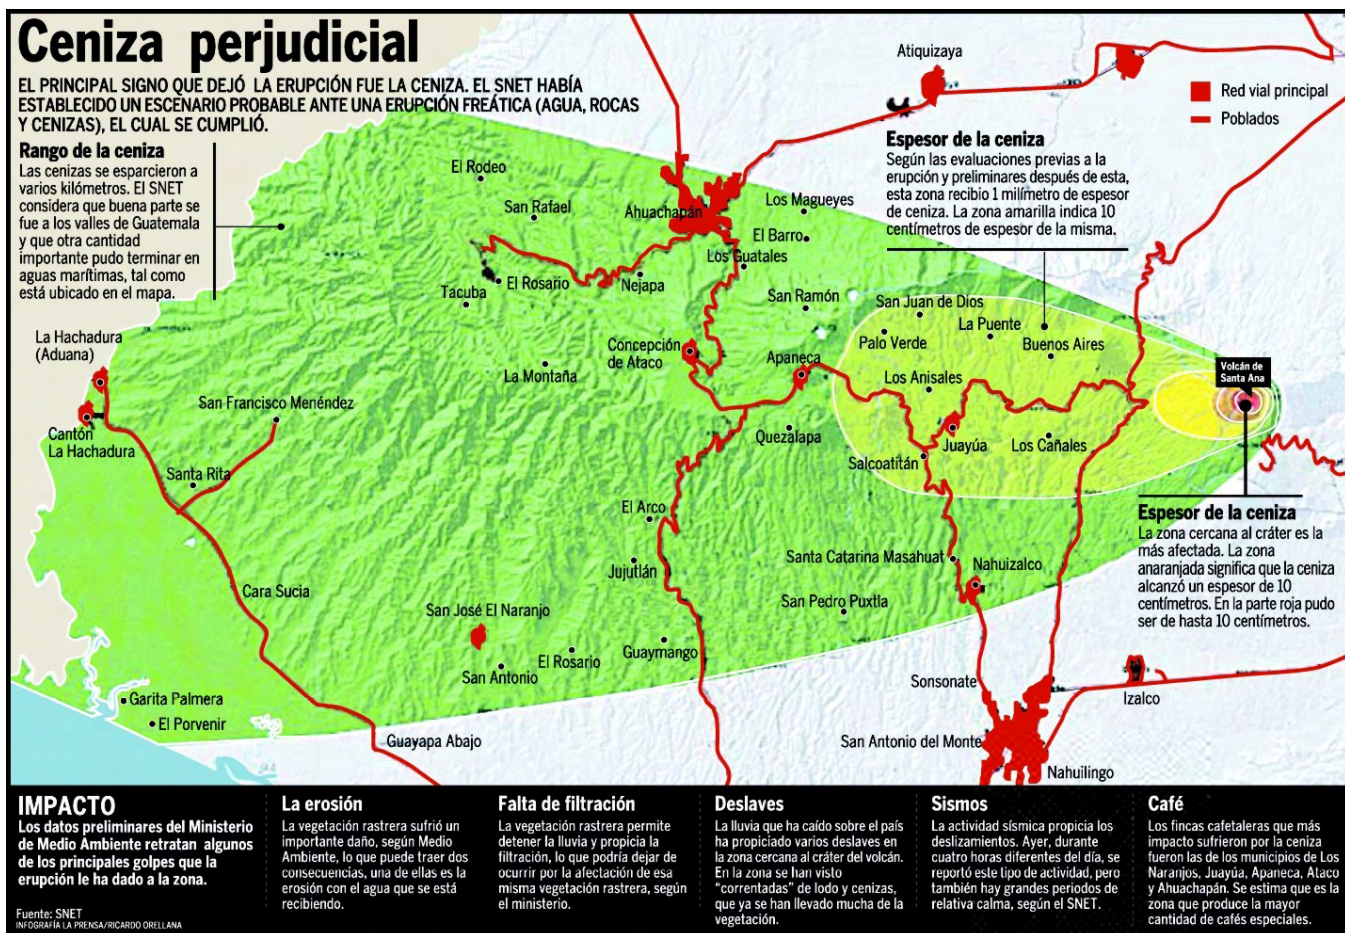 Ceniza perjudicial
EL PRINCIPAL SIGNO QUE DEJÓ LA ERUPCIÓN FUE LA CENIZA. EL SNET HABÍA
ESTABLECIDO UN ESCENARIO PROBABLE ANTE UNA ERUPCIÓN FREÁTICA (AGUA, ROCAS
Y CENIZAS), EL CUAL SE CUMPLIÓ.
Rango de la ceniza
Las cenizas se esparcieron a
varios kilómetros. El SNET
considera que buena parte se
fue a los valles de Guatemala
y que otra cantidad
importante pudo terminar en
aguas marítimas, tal como
está ubicado en el mapa.
Red vial principal
Poblados
Espesor de la ceniza
Según las evaluaciones previas a la
erupción y preliminares después de esta,
esta zona recibio 1 milímetro de espesor
de ceniza. La zona amarilla indica 10
centímetros de espesor de la misma.
Atiquizaya
El Rodeo
San Rafael
Ahuachapán
Los Magueyes
El Barro
Los Guatales
Tacuba
El Rosario
Nejapa
San Ramón
San Juan de Dios
La Puente
Palo Verde
Buenos Aires
La Hachadura
(Aduana)
Concepción
de Ataco
Apaneca
Volcán de
Santa Ana
La Montaña
Los Anisales
San Francisco Menéndez
Cantón
La Hachadura
Quezalapa
Juayúa
Los Cañales
Salcoatitán
Santa Rita
El Arco
Espesor de la ceniza
La zona cercana al cráter es la
más afectada. La zona
anaranjada significa que la ceniza
alcanzó un espesor de 10
centímetros. En la parte roja pudo
ser de hasta 10 centímetros.
Jujutlán
Santa Catarina Masahuat
Nahuizalco
Cara Sucia
San José El Naranjo
San Pedro Puxtla
Guaymango
El Rosario
San Antonio
Garita Palmera
El Porvenir
Guayapa Abajo
Sonsonate
Izalco
San Antonio del Monte
Nahuilingo
IMPACTO
Los datos preliminares del Ministerio
de Medio Ambiente retratan algunos
de los principales golpes que la
erupción le ha dado a la zona.
Fuente: SNET
INFOGRAFÍA LA PRENSA/RICARDO ORELLANA
La erosión
La vegetación rastrera sufrió un
importante daño, según Medio
Ambiente, lo que puede traer dos
consecuencias, una de ellas es la
erosión con el agua que se está
recibiendo.
Falta de filtración
La vegetación rastrera permite
detener la lluvia y propicia la
filtración, lo que podría dejar de
ocurrir por la afectación de esa
misma vegetación rastrera, según
el ministerio.
Deslaves
La lluvia que ha caído sobre el país
ha propiciado varios deslaves en
la zona cercana al cráter del volcán.
En la zona se han visto
"correntadas" de lodo y cenizas,
que ya se han llevado mucha de la
vegetación.
Sismos
La actividad sísmica propicia los
deslizamientos. Ayer, durante
cuatro horas diferentes del día, se
reportó este tipo de actividad, pero
también hay grandes periodos de
relativa calma, según el SNET.
Café
Los fincas cafetaleras que más
impacto sufrieron por la ceniza
fueron las de los municipios de Los
Naranjos, Juayúa, Apaneca, Ataco
y Ahuachapán. Se estima que es la
zona que produce la mayor
cantidad de cafés especiales.